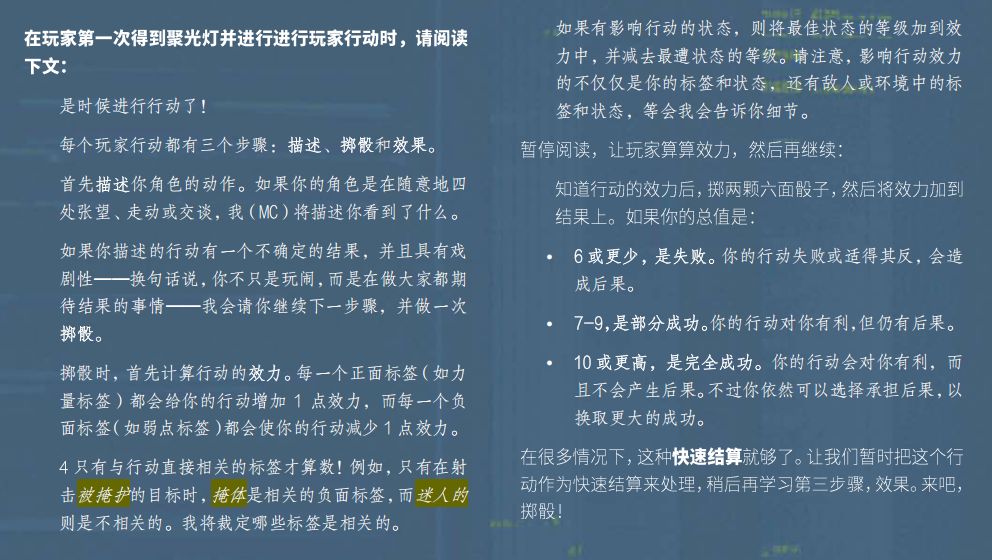 在玩家第一次得到聚光灯并进行进行玩家行动时，请阅读
下文：
是时候进行行动了！
每个玩家行动都有三个步骤：描述、掷骰和效果。
首先描述你角色的动作。如果你的角色是在随意地四
处张望、走动或交谈，我（MC）将描述你看到了什么。
如果你描述的行动有一个不确定的结果，并且具有戏
剧性——换句话说，你不只是玩闹，而是在做大家都期
待结果的事情——我会请你继续下一步骤，并做一次
掷骰。
掷骰时，首先计算行动的效力。每一个正面标签（如力
量标签）都会给你的行动增加 1 点效力，而每一个负
面标签（如弱点标签）都会使你的行动减少 1 点效力。
4 只有与行动直接相关的标签才算数！例如，只有在射
击被掩护的目标时，掩体是相关的负面标签，而迷人的
则是不相关的。我将裁定哪些标签是相关的。
如果有影响行动的状态，则将最佳状态的等级加到效
力中，并减去最遭状态的等级。请注意，影响行动效力
的不仅仅是你的标签和状态，还有敌人或环境中的标
签和状态，等会我会告诉你细节。
暂停阅读，让玩家算算效力，然后再继续：
知道行动的效力后，掷两颗六面骰子，然后将效力加到
结果上。如果你的总值是：
• 6 或更少，是失败。你的行动失败或适得其反，会造
成后果。
• 7–9，是部分成功。你的行动对你有利，但仍有后果。
• 10 或更高，是完全成功。你的行动会对你有利，而
且不会产生后果。不过你依然可以选择承担后果，以
换取更大的成功。
在很多情况下，这种快速结算就够了。让我们暂时把这个行
动作为快速结算来处理，稍后再学习第三步骤，效果。来吧，
掷骰！